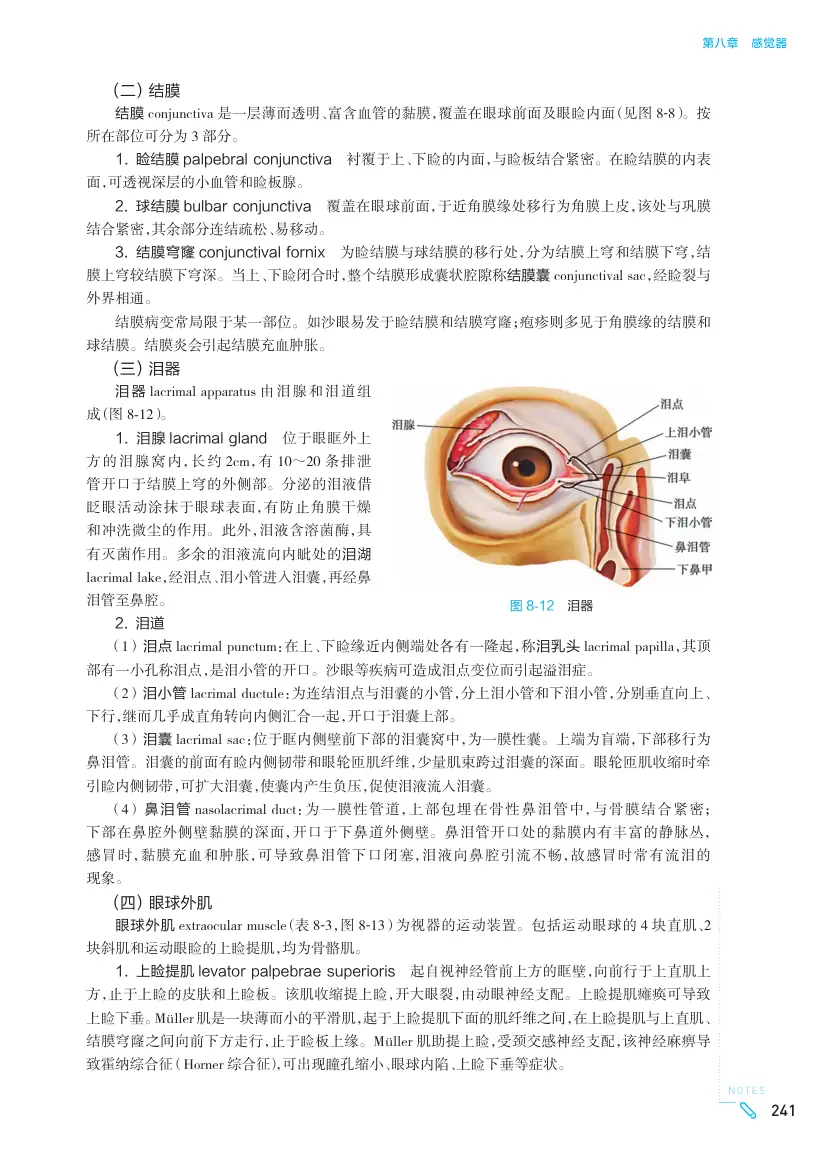 第八章 感觉器
（二）结膜
结膜 conjunctiva 是一层薄而透明、富含血管的黏膜，覆盖在眼球前面及眼睑内面（见图 8-8）。按
所在部位可分为 3 部分。
1. 睑结膜 palpebral conjunctiva 衬覆于上、下睑的内面，与睑板结合紧密。在睑结膜的内表
面，可透视深层的小血管和睑板腺。
2. 球结膜 bulbar conjunctiva 覆盖在眼球前面，于近角膜缘处移行为角膜上皮，该处与巩膜
结合紧密，其余部分连结疏松、易移动。
3. 结膜穹窿 conjunctival fornix 为睑结膜与球结膜的移行处，分为结膜上穹和结膜下穹，结
膜上穹较结膜下穹深。当上、下睑闭合时，整个结膜形成囊状腔隙称结膜囊 conjunctival sac，经睑裂与
外界相通。
结膜病变常局限于某一部位。如沙眼易发于睑结膜和结膜穹窿；疱疹则多见于角膜缘的结膜和
球结膜。结膜炎会引起结膜充血肿胀。
（三）泪器
泪器 lacrimal apparatus 由泪腺和泪道组
成（图 8-12）。
1. 泪腺 lacrimal gland 位于眼眶外上
方的泪腺窝内，长约 2cm，有 10～20 条排泄
管开口于结膜上穹的外侧部。分泌的泪液借
眨眼活动涂抹于眼球表面，有防止角膜干燥
和冲洗微尘的作用。此外，泪液含溶菌酶，具
有灭菌作用。多余的泪液流向内眦处的泪湖
lacrimal lake，经泪点、泪小管进入泪囊，再经鼻
泪管至鼻腔。
泪腺
泪点
上泪小管
泪囊
泪阜
泪点
下泪小管
鼻泪管
下鼻甲
图 8-12 泪器
2. 泪道
（1）泪点 lacrimal punctum：在上、下睑缘近内侧端处各有一隆起，称泪乳头 lacrimal papilla，其顶
部有一小孔称泪点，是泪小管的开口。沙眼等疾病可造成泪点变位而引起溢泪症。
（2）泪小管 lacrimal ductule：为连结泪点与泪囊的小管，分上泪小管和下泪小管，分别垂直向上、
下行，继而几乎成直角转向内侧汇合一起，开口于泪囊上部。
（3）泪囊 lacrimal sac：位于眶内侧壁前下部的泪囊窝中，为一膜性囊。上端为盲端，下部移行为
鼻泪管。泪囊的前面有睑内侧韧带和眼轮匝肌纤维，少量肌束跨过泪囊的深面。眼轮匝肌收缩时牵
引睑内侧韧带，可扩大泪囊，使囊内产生负压，促使泪液流入泪囊。
（4）鼻泪管 nasolacrimal duct：为一膜性管道，上部包埋在骨性鼻泪管中，与骨膜结合紧密；
下部在鼻腔外侧壁黏膜的深面，开口于下鼻道外侧壁。鼻泪管开口处的黏膜内有丰富的静脉丛，
感冒时，黏膜充血和肿胀，可导致鼻泪管下口闭塞，泪液向鼻腔引流不畅，故感冒时常有流泪的
现象。
（四）眼球外肌
眼球外肌 extraocular muscle（表 8-3，图 8-13）为视器的运动装置。包括运动眼球的 4 块直肌、2
块斜肌和运动眼睑的上睑提肌，均为骨骼肌。
1. 上睑提肌 levator palpebrae superioris 起自视神经管前上方的眶壁，向前行于上直肌上
方，止于上睑的皮肤和上睑板。该肌收缩提上睑，开大眼裂，由动眼神经支配。上睑提肌瘫痪可导致
上睑下垂。Müller 肌是一块薄而小的平滑肌，起于上睑提肌下面的肌纤维之间，在上睑提肌与上直肌、
结膜穹窿之间向前下方走行，止于睑板上缘。Müller 肌助提上睑，受颈交感神经支配，该神经麻痹导
致霍纳综合征（Horner 综合征），可出现瞳孔缩小、眼球内陷、上睑下垂等症状。
NOTES
241